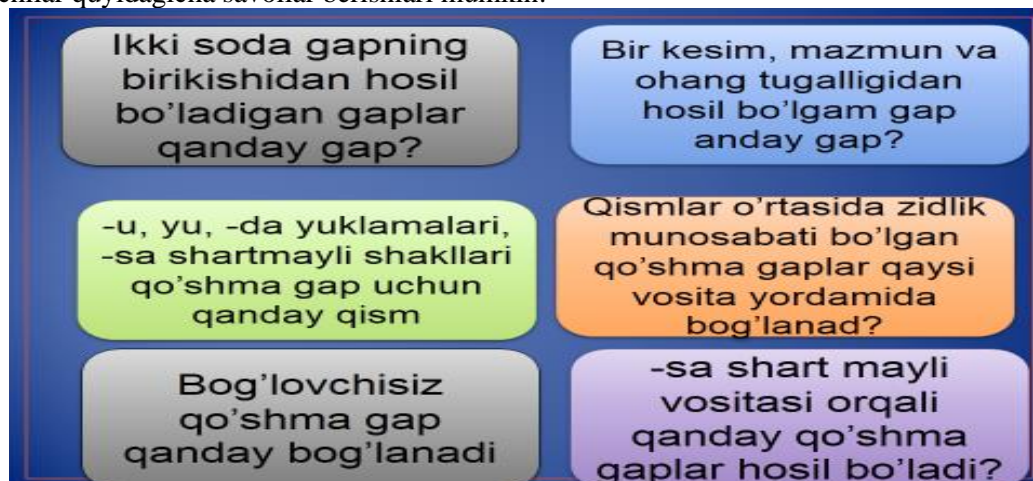 Ikki soda gapning
birikishidan hosil
bo'ladigan gaplar
qanday gap?
Bir kesim, mazmun va
ohang tugalligidan
hosil bo'lgam gap
anday gap?
-u, yu, -da yuklamalari,
-sa shartmayli shakllari
qo'shma gap uchun
qanday qism
Qismlar o'rtasida zidlik
munosabati bo'lgan
qo'shma gaplar qaysi
vosita yordamida
bog'lanad?
Bog'lovchisiz
qo'shma gap
qanday bog'lanadi
-sa shart mayli
vositasi orqali
qanday qo'shma
gaplar hosil bo'ladi?